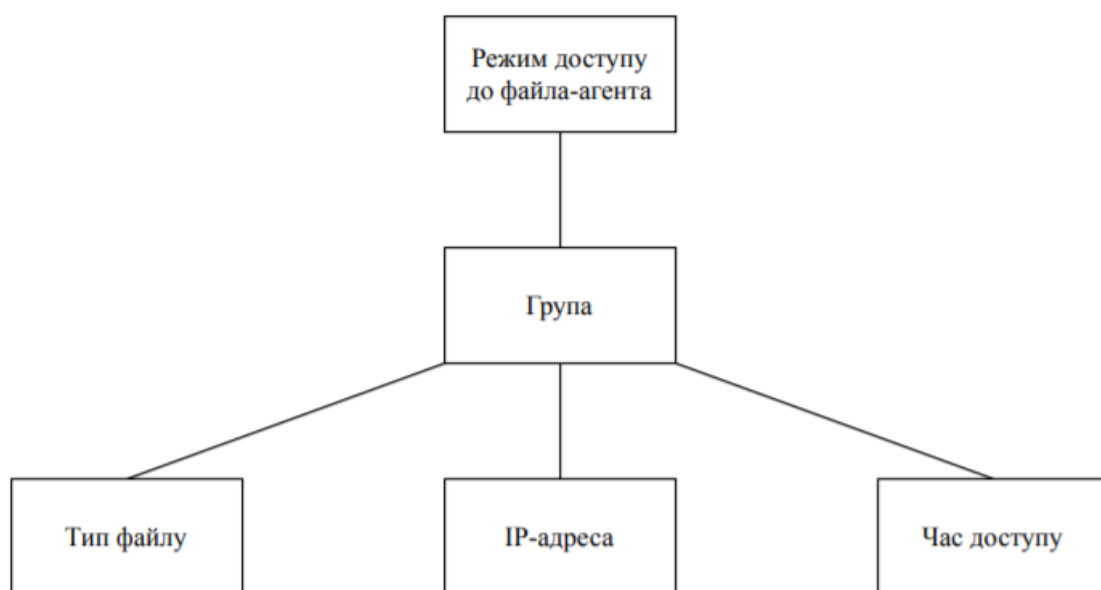 Режим доступу
до файла-агента
Група
Тип файлу
IP-адреса
Час доступу